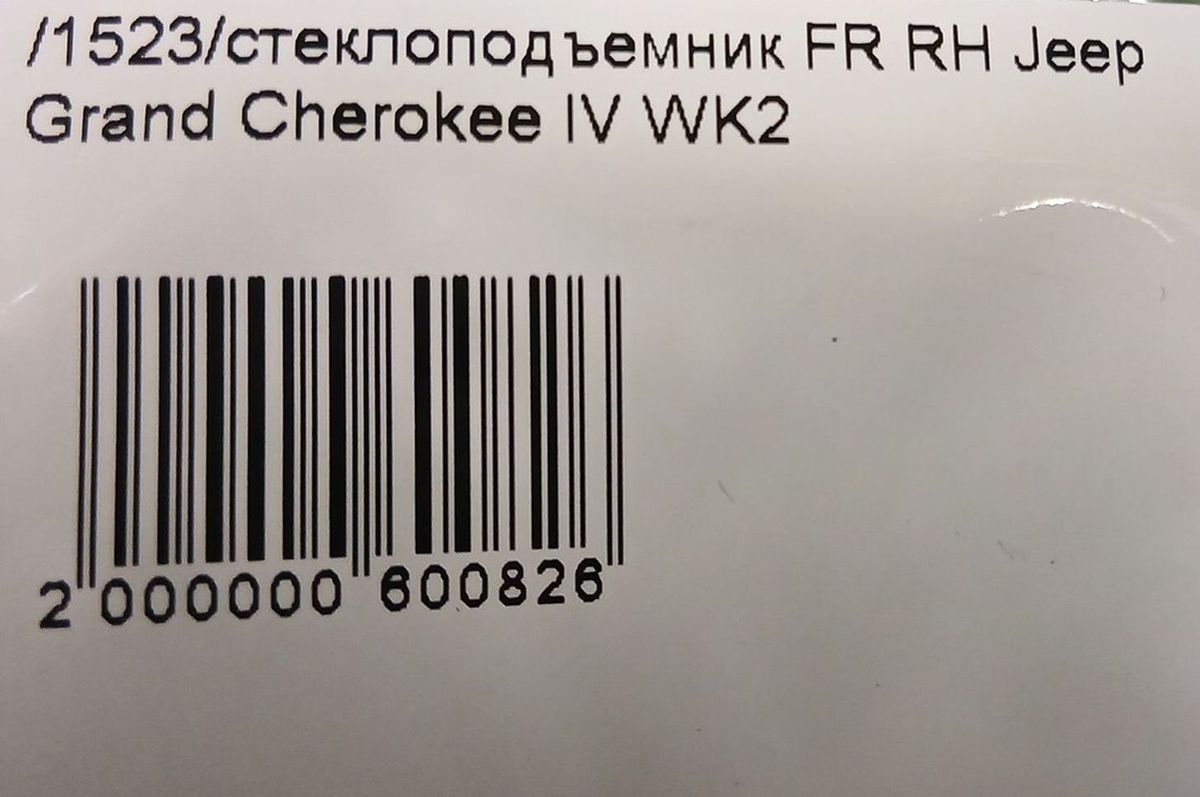 /1523/стеклоподъемник FR RH Jeep
Grand Cherokee IV WK2
2 000000 600826